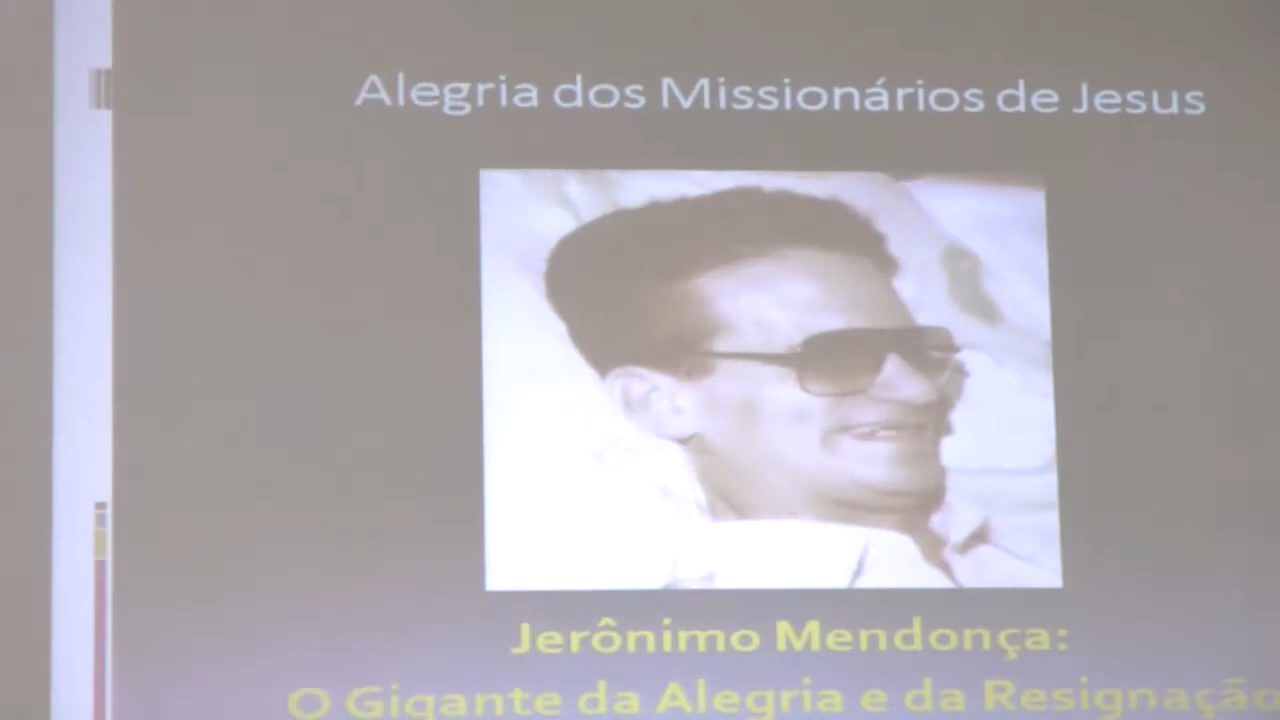 Alegria dos Missionários de Jesus
Jerônimo Mendonça:
O Gigante da Alegria e da Resignação